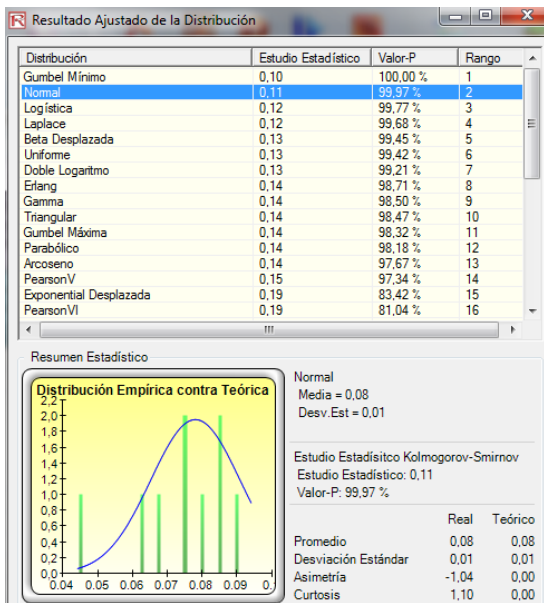 Resultado Ajustado de la Distribución
Distribución Estudio Estadístico Valor-P Rango
Gumbel Mínimo 0,10 100,00 % 1
Normal 0,11 99,97 % 2
Logística 0,12 99,77 % 3
Laplace 0,12 99,68 % 4
Beta Desplazada 0,13 99,45 % 5
Uniforme 0,13 99,42 % 6
Doble Logaritmo 0,13 99,21 % 7
Erlang 0,14 98,71 % 8
Gamma 0,14 98,50 % 9
Triangular 0,14 98,47 % 10
Gumbel Máxima 0,14 98,32 % 11
Parabólico 0,14 98,18 % 12
Arcoseno 0,14 97,67 % 13
PearsonV 0,15 97,34 % 14
Exponential Desplazada 0,19 83,42 % 15
PearsonVI 0,19 81,04 % 16
Resumen Estadístico
Distribución Empírica contra Teórica
2,2
2,0
1,8
1,6
1,4
1,2
1,0
0,8
0,6
0,4
0,2
0,0
0.04 0.05 0.06 0.07 0.08 0.09 0.
Normal
Media = 0,08
Desv.Est = 0,01
Estudio Estadísitco Kolmogorov-Smirnov
Estudio Estadístico: 0,11
Valor-P: 99,97 %
Real Teórico
Promedio 0,08 0,08
Desviación Estándar 0,01 0,01
Asimetría -1,04 0,00
Curtosis 1,10 0,00